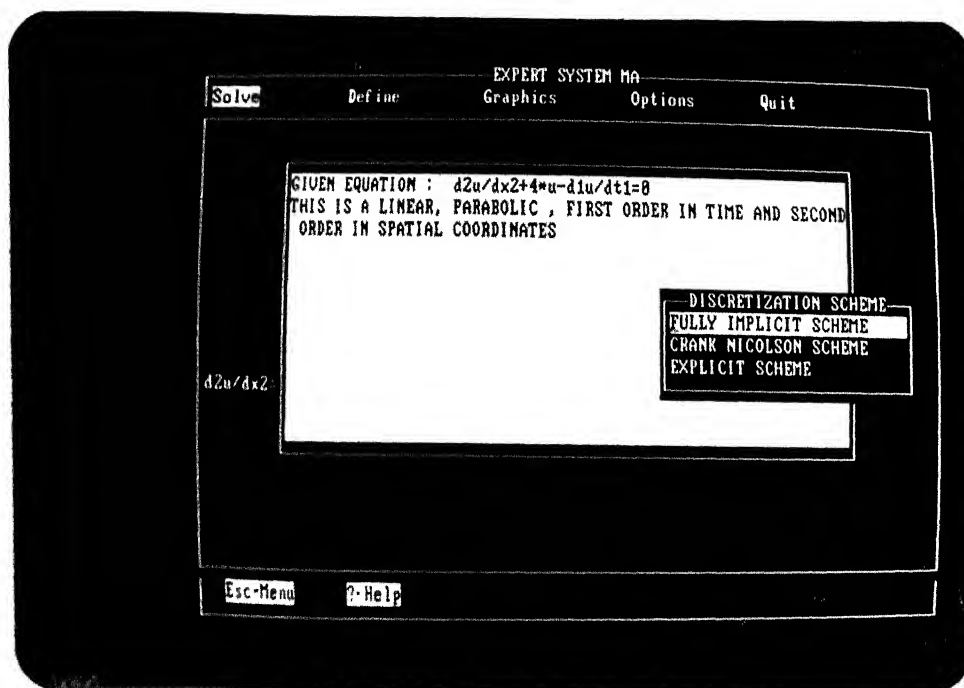 EXPERT SYSTEM MA
Solve Define Graphics Options Quit
GIVEN EQUATION : d2u/dx2+4*u-d1u/dt1=0
THIS IS A LINEAR, PARABOLIC , FIRST ORDER IN TIME AND SECOND
ORDER IN SPATIAL COORDINATES
DISCRETIZATION SCHEME
FULLY IMPLICIT SCHEME
CRANK NICOLSON SCHEME
EXPLICIT SCHEME
d2u/dx2
Esc-Menu ?-Help